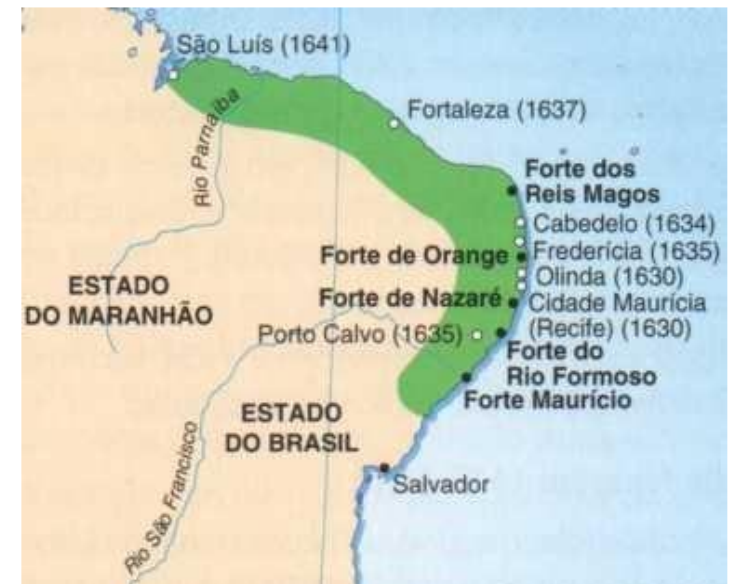 São Luís (1641)
Fortaleza (1637)
Rio Parnaíba
Forte dos
Reis Magos
Cabedelo (1634)
Forte de Orange
Frederícia (1635)
Olinda (1630)
ESTADO
DO MARANHÃO
Forte de Nazaré
Cidade Maurícia
(Recife) (1630)
Porto Calvo (1635)
Forte do
Rio Formoso
Forte Maurício
ESTADO
DO BRASIL
Salvador
Rio São Francisco